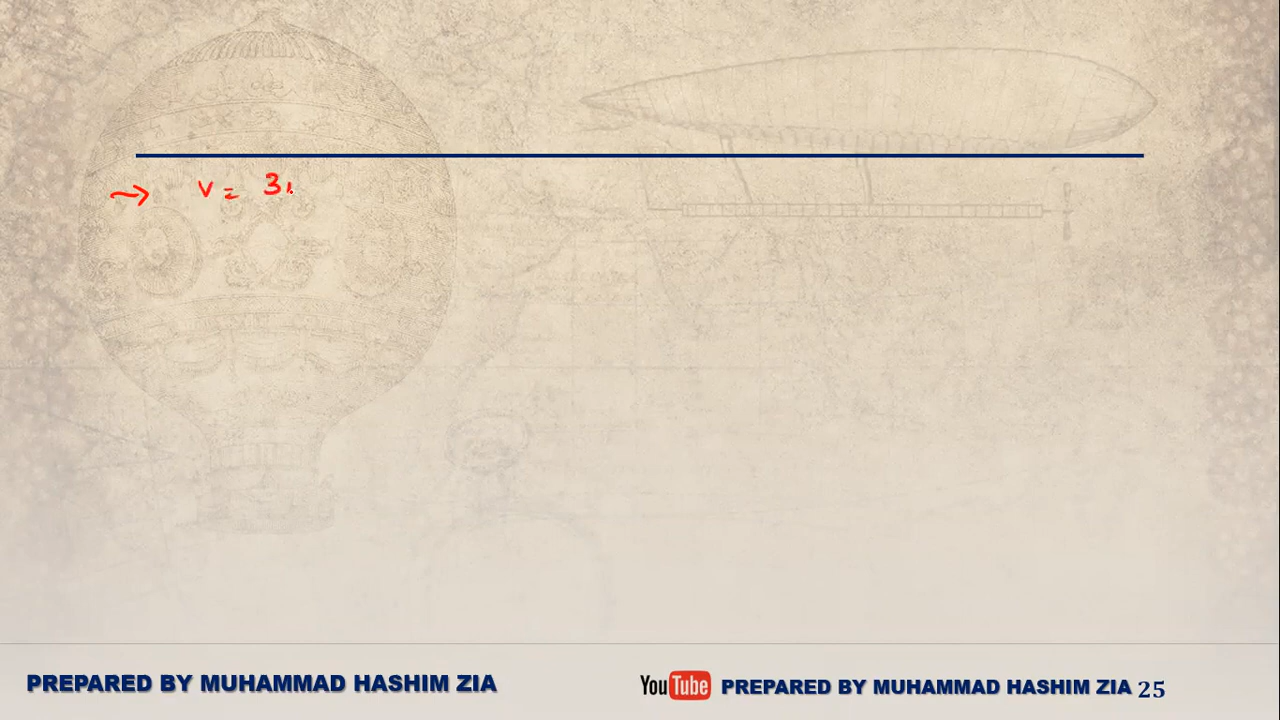 → v = 3
PREPARED BY MUHAMMAD HASHIM ZIA
YouTube PREPARED BY MUHAMMAD HASHIM ZIA 25